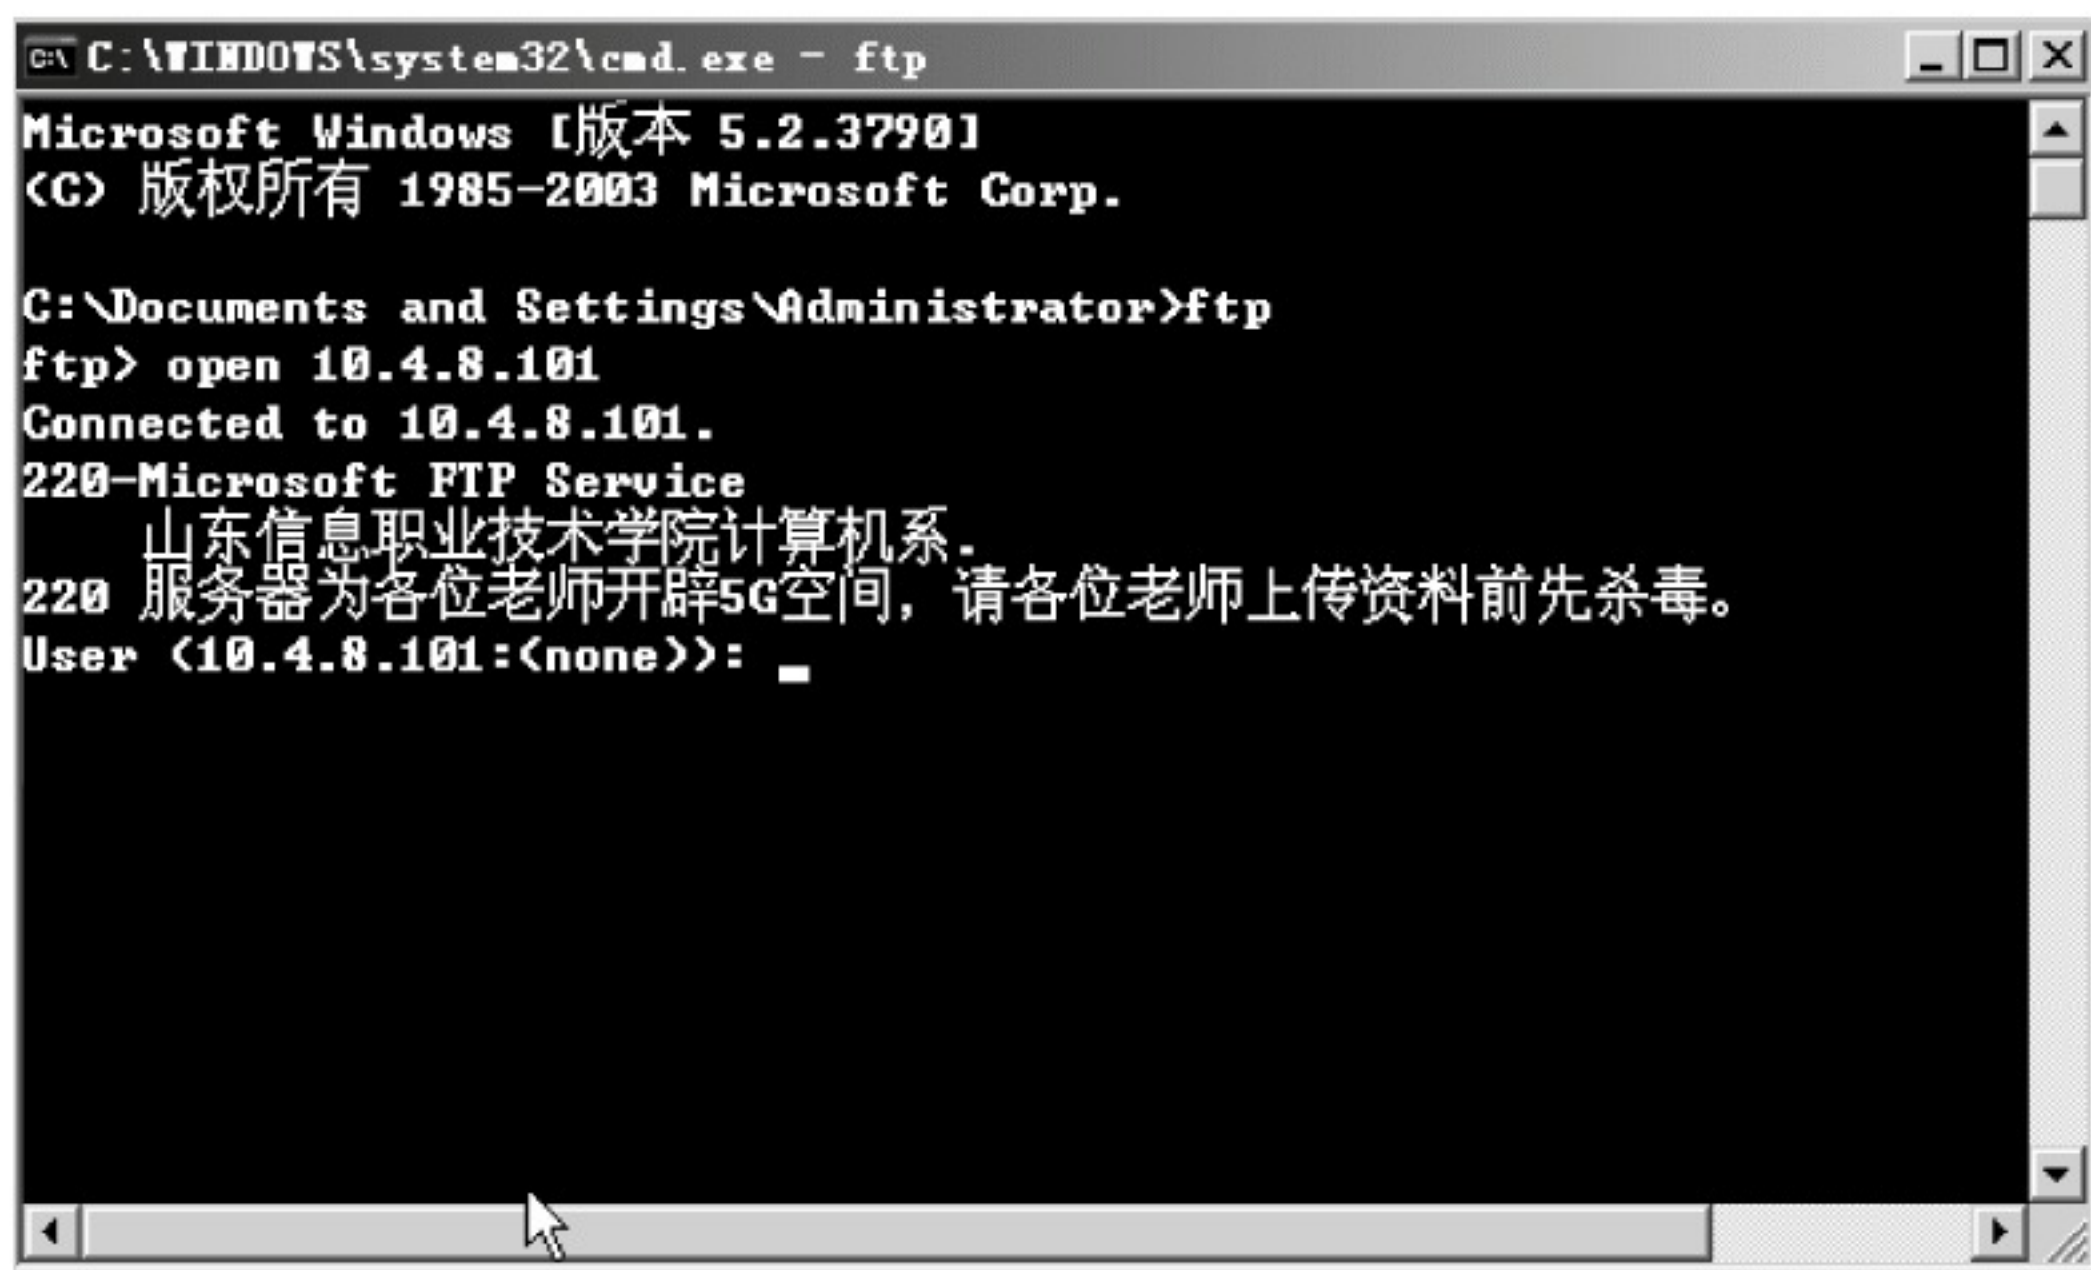 C:\WINDOWS\system32\cmd.exe - ftp
Microsoft Windows [版本 5.2.3790]
(C) 版权所有 1985-2003 Microsoft Corp.
C:\Documents and Settings\Administrator>ftp
ftp> open 10.4.8.101
Connected to 10.4.8.101.
220-Microsoft FTP Service
山东信息职业技术学院计算机系.
220 服务器为各位老师开辟5G空间，请各位老师上传资料前先杀毒。
User (10.4.8.101:(none)):